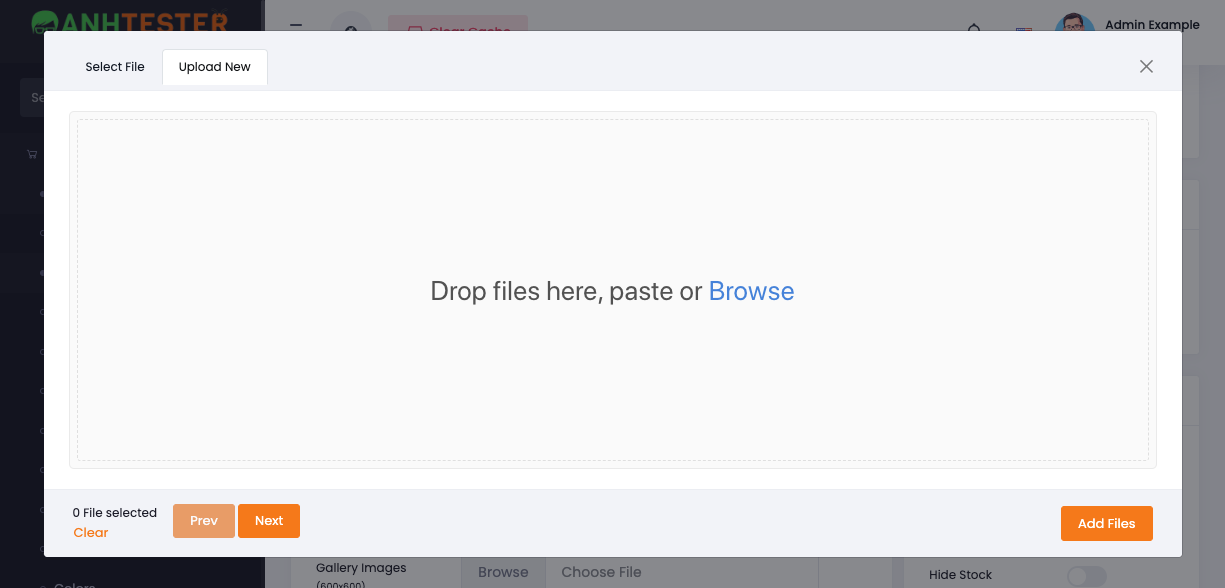 ANHTESTER
Clear Cache
Admin Example
Select File
Upload New
Se
Drop files here, paste or Browse
0 File selected
Clear
Prev
Next
Add Files
Gallery Images
(600x600)
Browse
Choose File
Hide Stock
Colors